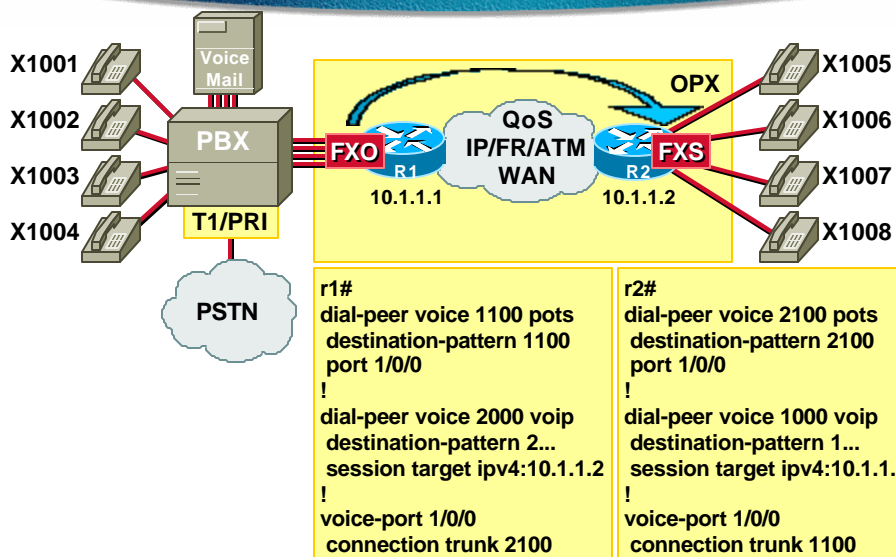 X1001
X1002
X1003
X1004
Voice
Mail
PBX
T1/PRI
PSTN
FXO
R1
10.1.1.1
QoS
IP/FR/ATM
WAN
OPX
FXS
R2
10.1.1.2
X1005
X1006
X1007
X1008
r1#
dial-peer voice 1100 pots
destination-pattern 1100
port 1/0/0
!
dial-peer voice 2000 voip
destination-pattern 2...
session target ipv4:10.1.1.2
!
voice-port 1/0/0
connection trunk 2100
r2#
dial-peer voice 2100 pots
destination-pattern 2100
port 1/0/0
!
dial-peer voice 1000 voip
destination-pattern 1...
session target ipv4:10.1.1.
!
voice-port 1/0/0
connection trunk 1100